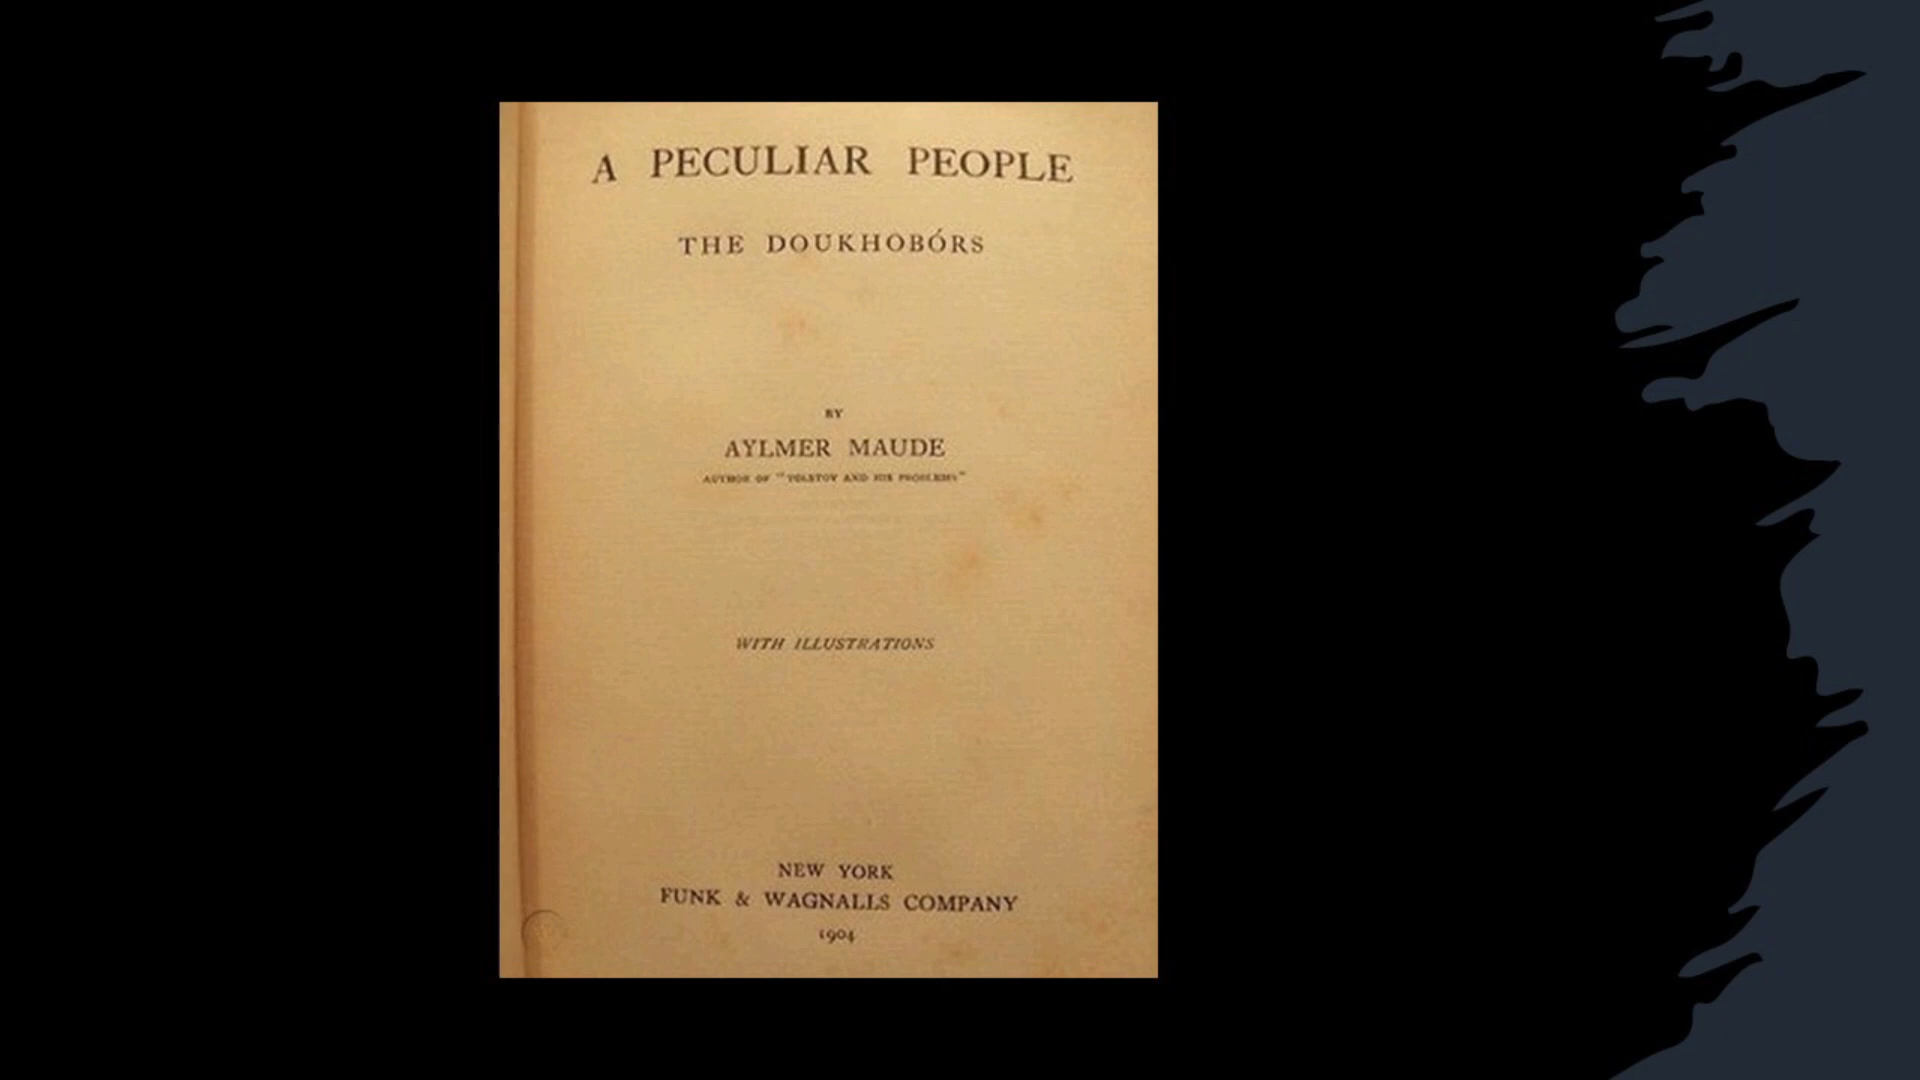 A PECULIAR PEOPLE
THE DOUKHOBÓRS
BY
AYLMER MAUDE
AUTHOR OF "TOLSTOY AND HIS PROBLEMS"
WITH ILLUSTRATIONS
NEW YORK
FUNK & WAGNALLS COMPANY
1904